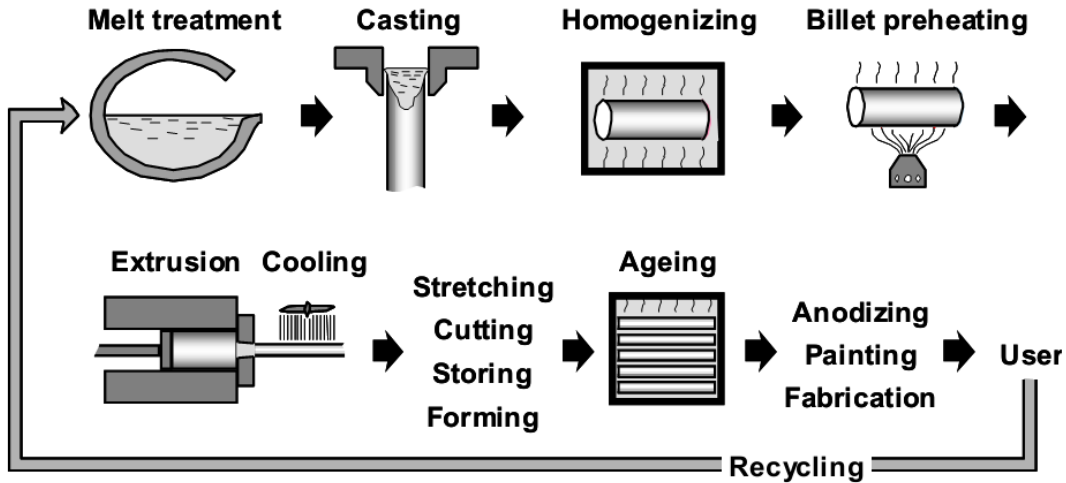 Melt treatment
Casting
Homogenizing
Billet preheating
Extrusion
Cooling
Stretching
Cutting
Storing
Forming
Ageing
Anodizing
Painting
Fabrication
User
Recycling